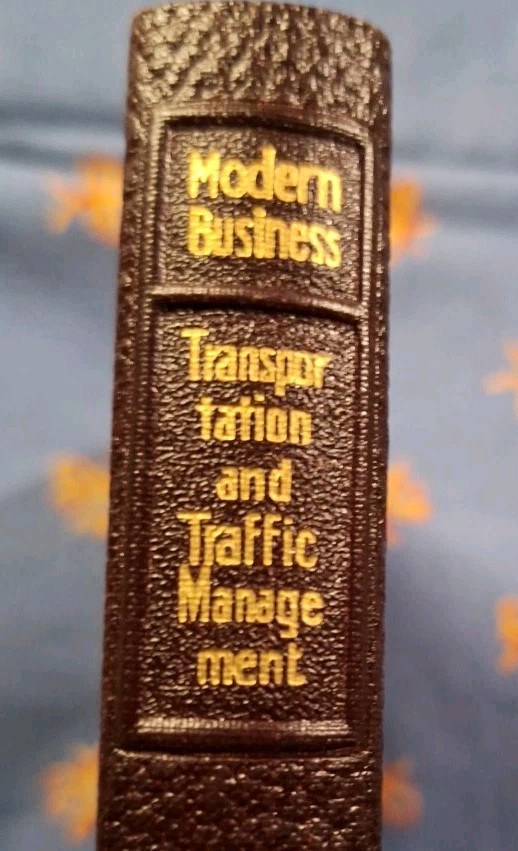 Modern
Business
Transpor
tation
and
Traffic
Manage
ment